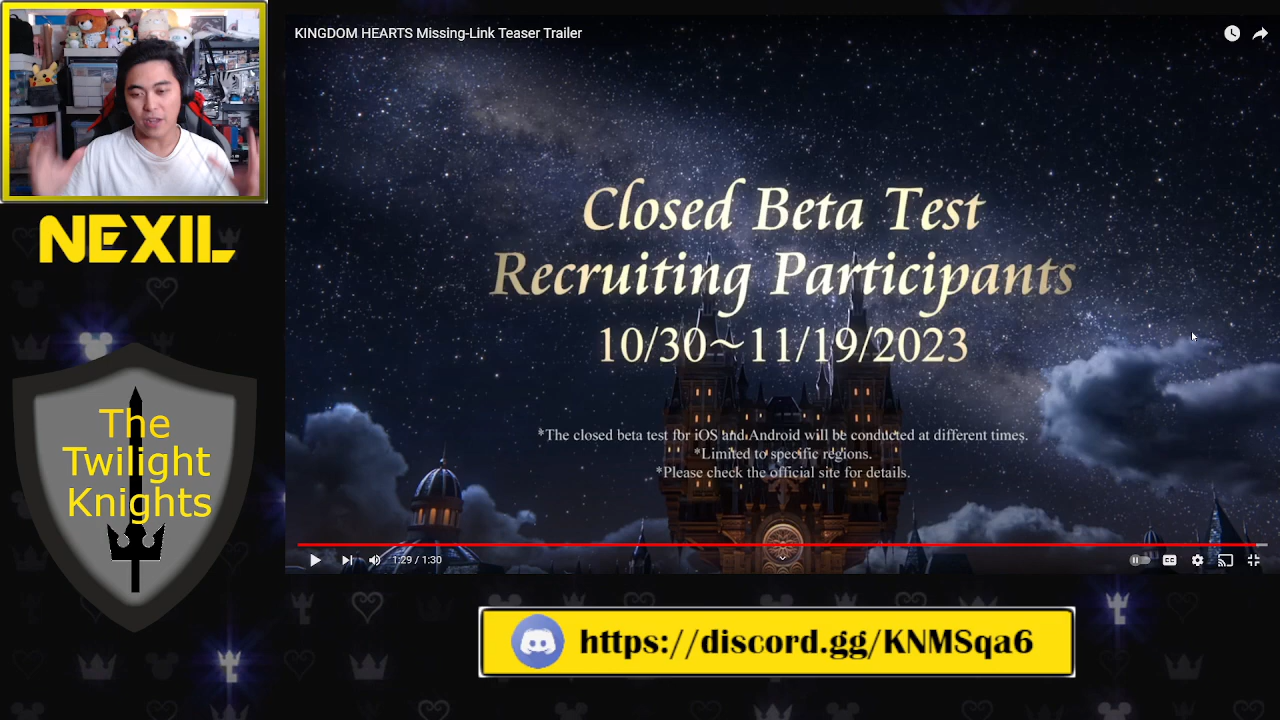 KINGDOM HEARTS Missing-Link Teaser Trailer
Closed Beta Test
Recruiting Participants
10/30～11/19/2023
*The closed beta test for iOS and Android will be conducted at different times.
*Limited to specific regions.
*Please check the official site for details.
1:29 / 1:30
CC
NEXIL
The
Twilight
Knights
https://discord.gg/KNMSqa6